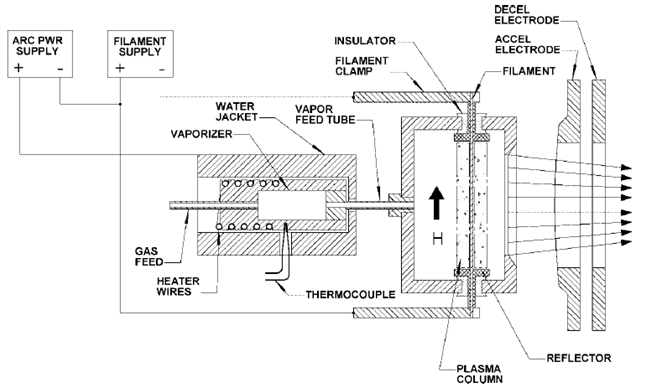 DECEL
ELECTRODE
ARC PWR
SUPPLY
+ -
FILAMENT
SUPPLY
+ -
INSULATOR
ACCEL
ELECTRODE
FILAMENT
CLAMP
FILAMENT
WATER
JACKET
VAPOR
FEED TUBE
VAPORIZER
H
GAS
FEED
HEATER
WIRES
THERMOCOUPLE
PLASMA
COLUMN
REFLECTOR